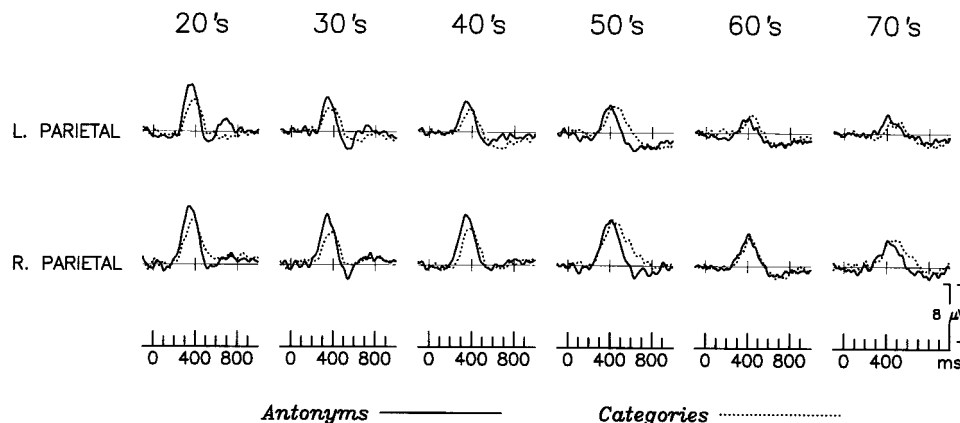 20's 30's 40's 50's 60's 70's
L. PARIETAL
R. PARIETAL
8 μV
0 400 800 0 400 800 0 400 800 0 400 800 0 400 800 0 400 ms
Antonyms Categories